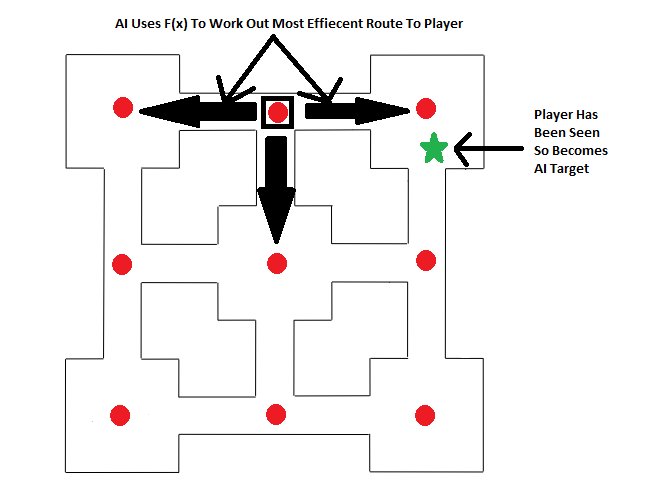 AI Uses F(x) To Work Out Most Effiecent Route To Player
Player Has
Been Seen
So Becomes
AI Target